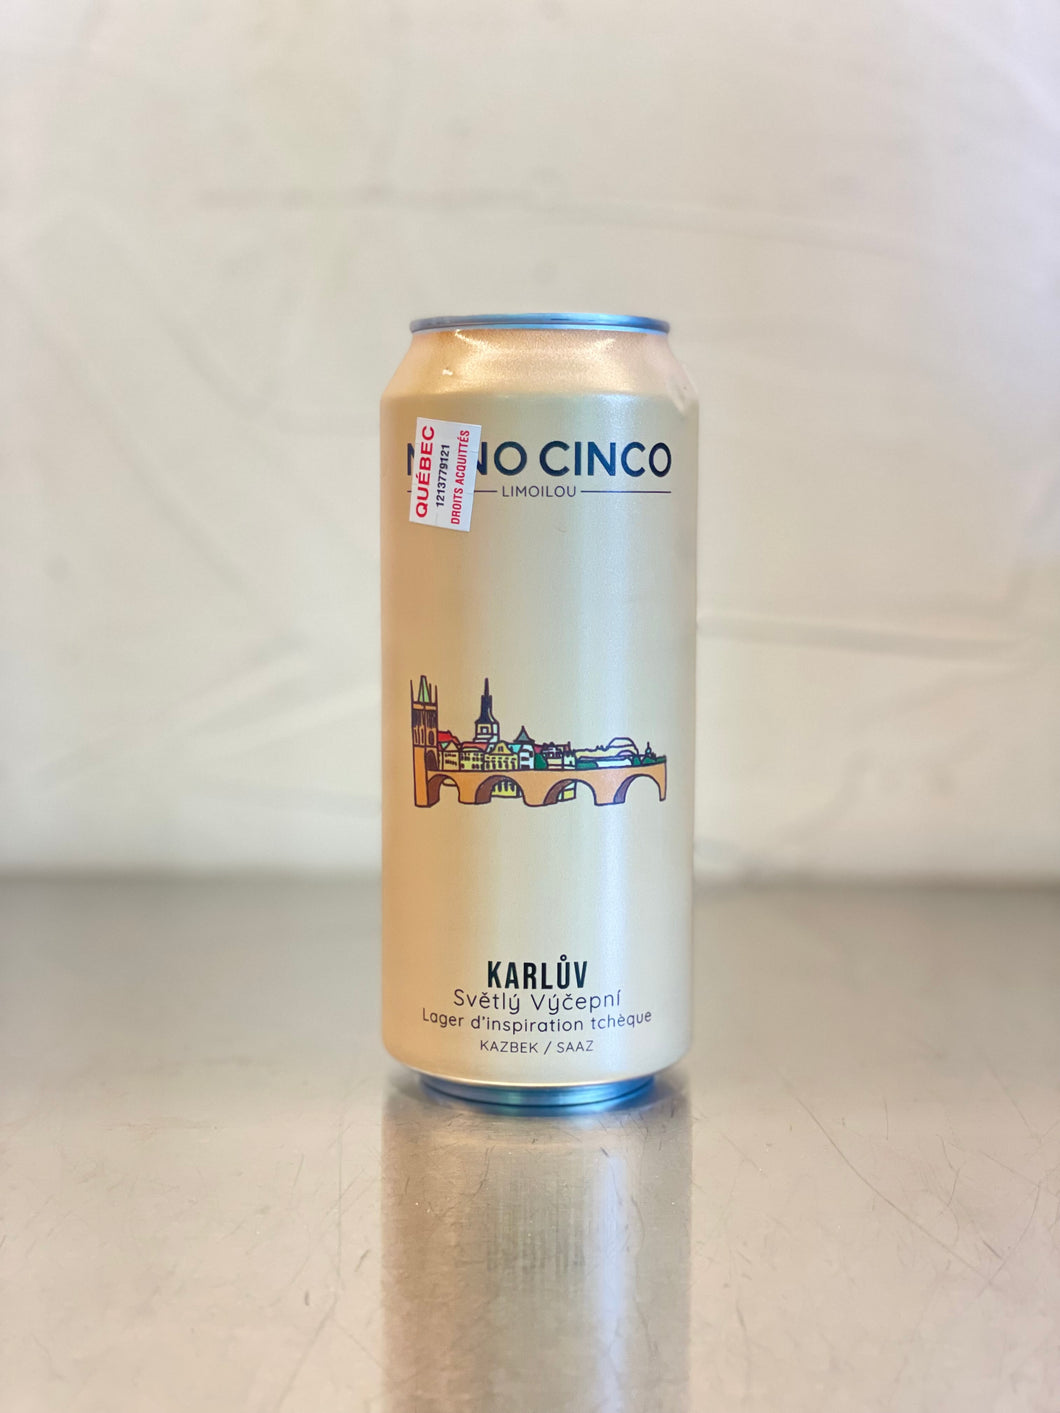 NO CINCO
LIMOILOU
QUÉBEC
1213779121
DROITS ACQUITTÉS
KARLŮV
Světlý Výčepní
Lager d'inspiration tchèque
KAZBEK / SAAZ